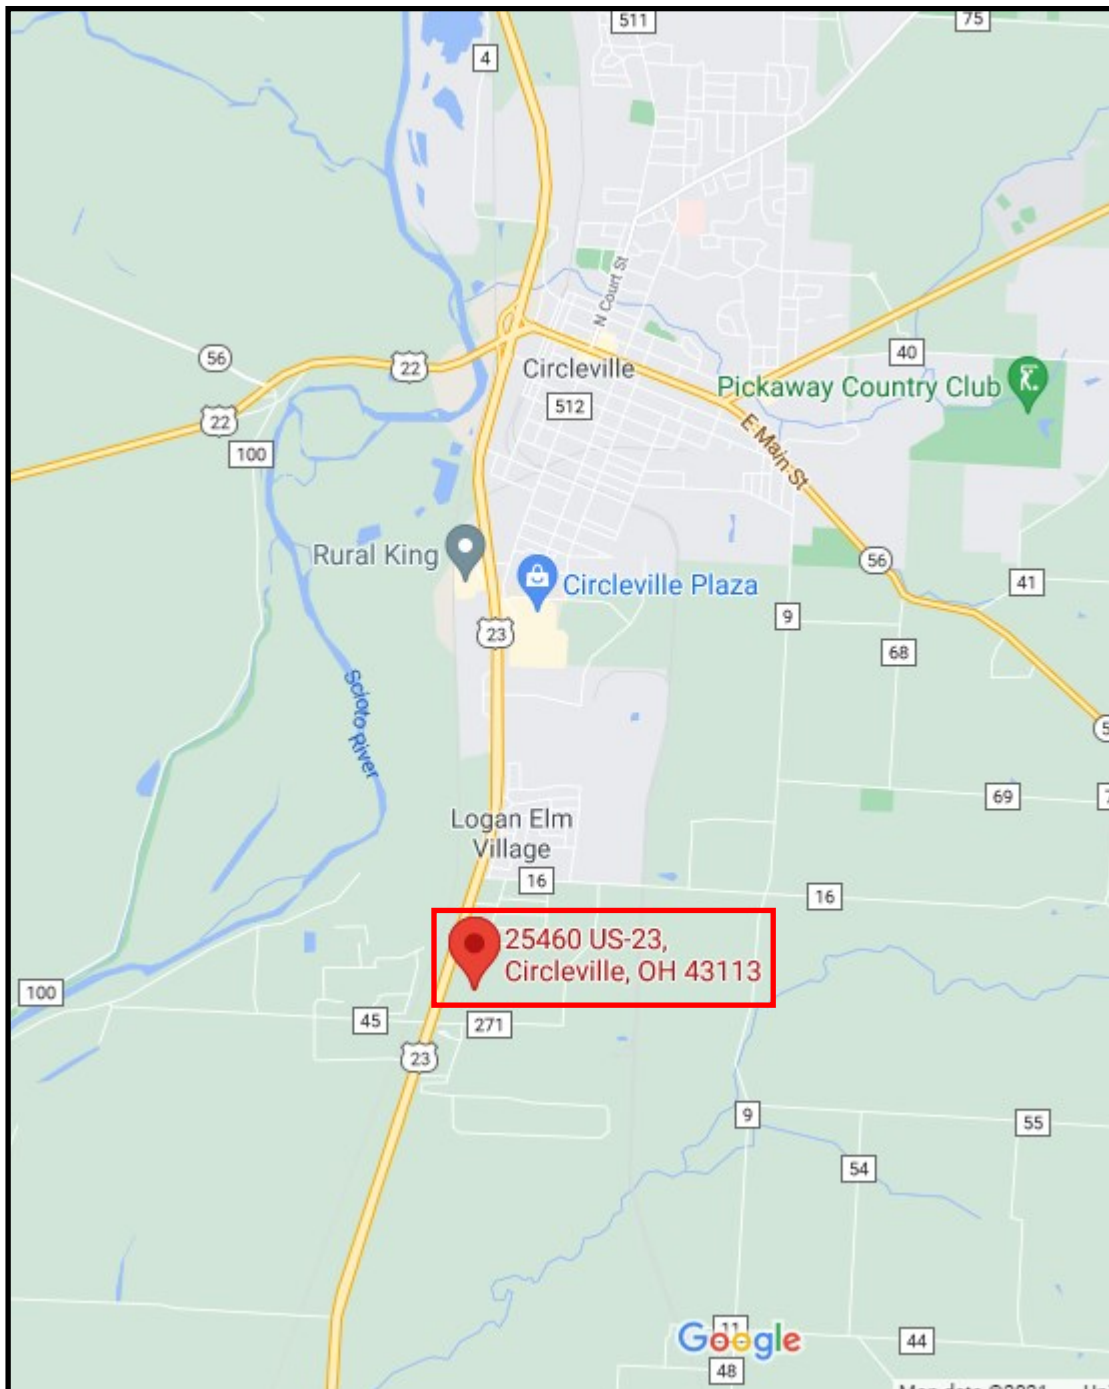 511
75
4
N Court St
56
22
Circleville
40
Pickaway Country Club
512
22
100
E Main St
Rural King
Circleville Plaza
56
41
9
23
68
Scioto River
69
Logan Elm
Village
16
16
25460 US-23,
Circleville, OH 43113
100
45
271
23
9
55
54
11
Google
44
48